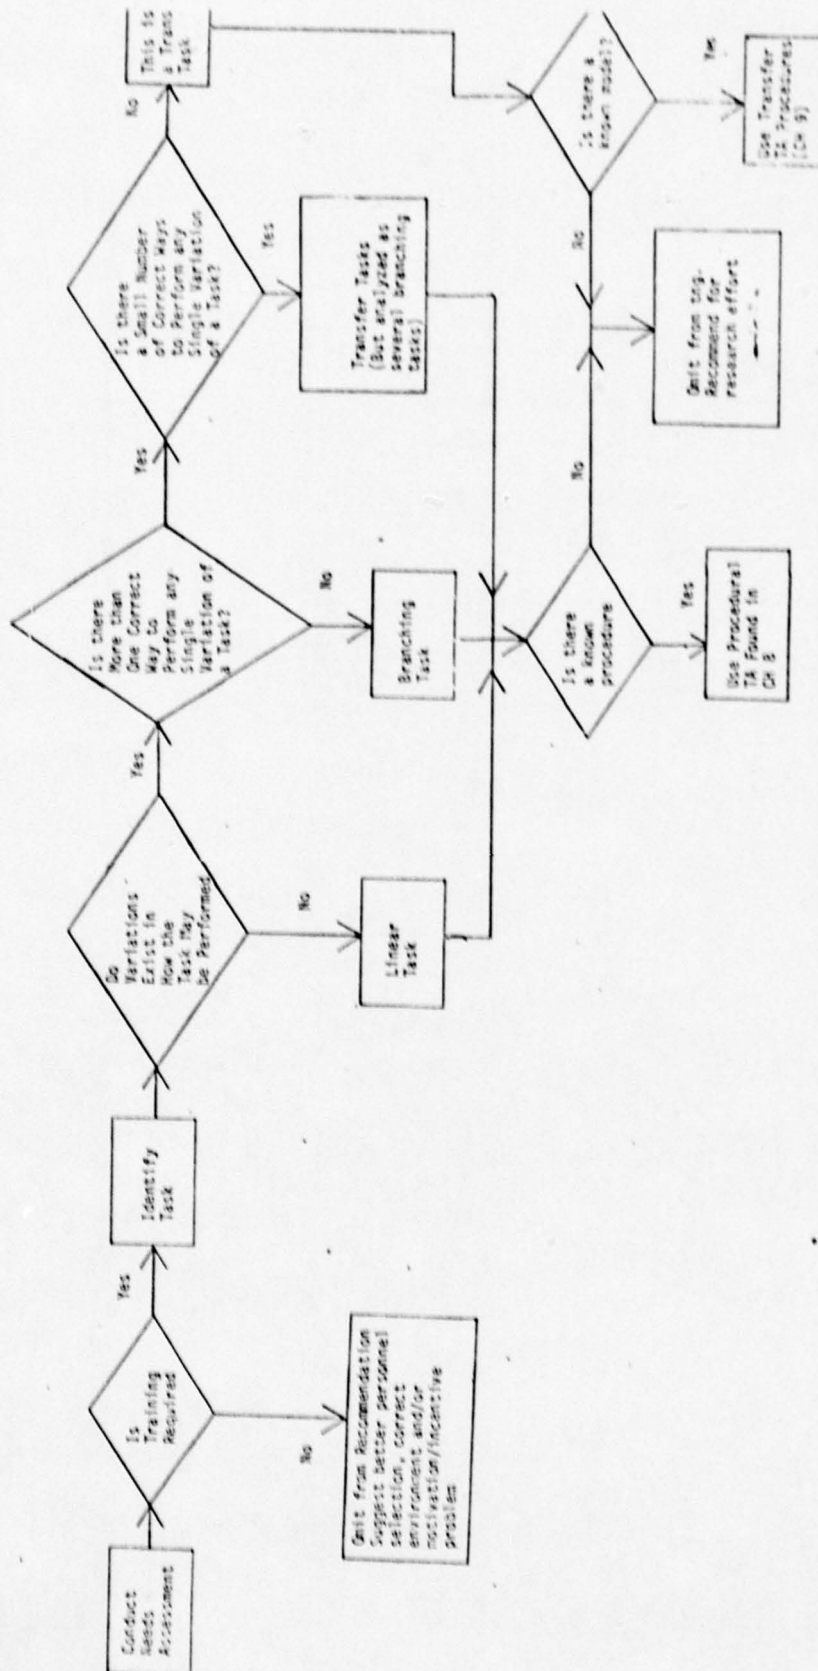 Conduct
Needs
Assessment
Is
Training
Required
Yes
No
Omit from Recommendation
Suggest better personnel
selection, correct
environment and/or
motivation/incentive
problem
Identify
Task
Do
Variations
Exist in
How the
Task May
be Performed
Yes
No
Linear
Task
Is there
More than
One Correct
Way to
Perform any
Single
Variation of
a Task?
Yes
No
Branching
Task
Is there
a Small Number
of Correct Ways
to Perform any
Single Variation
of a Task?
No
Yes
Transfer Tasks
(But analyzed as
several branching
tasks)
This is
a Trans
Task
Is there
a known
procedure
No
Yes
Use Procedural
TA Found in
CH 8
Omit from tng.
Recommend for
research effort
Is there a
known model?
No
Yes
Use Transfer
TA Procedures
(CH 9)